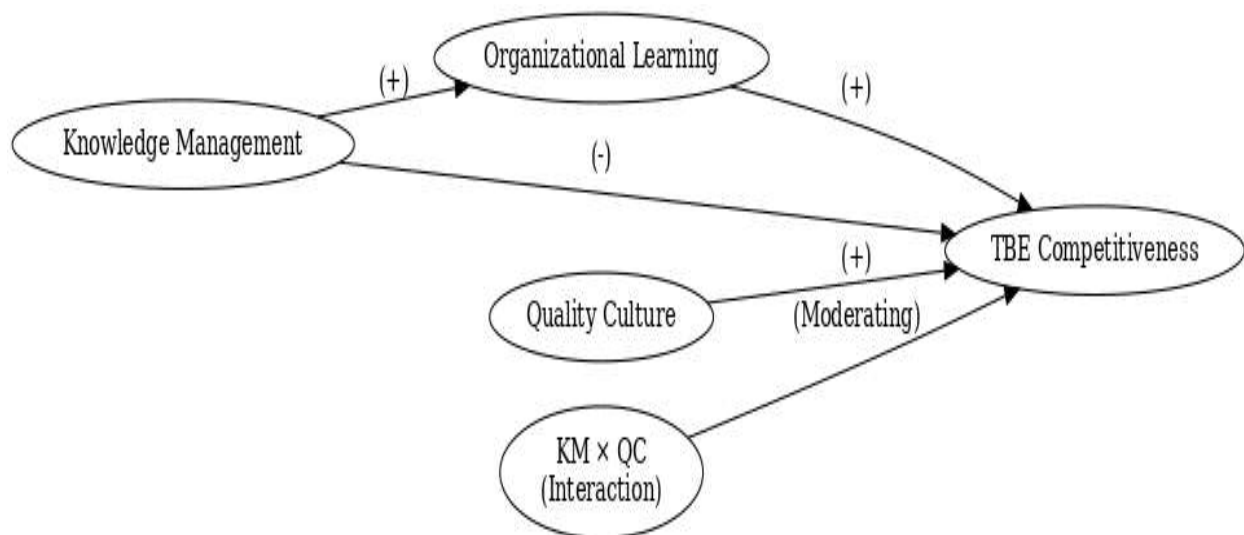 Organizational Learning
(+)
(+)
Knowledge Management
(-)
TBE Competitiveness
(+)
Quality Culture
(Moderating)
KM × QC
(Interaction)